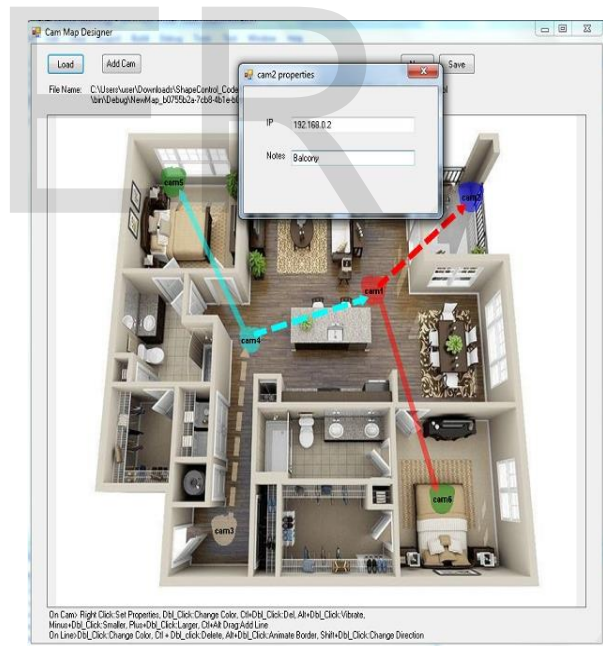 Cam Map Designer
Load
Add Cam
Save
File Name: C:\Users\user\Downloads\ShapeControl_Code
\bin\Debug\NewMap_b0755b2a-7cb8-4b1e-b0
cam2 properties
IP 192.168.0.2
Notes Balcony
cam5
cam2
cam1
cam4
cam6
cam3
On Cam> Right Click:Set Properties, Dbl_Click:Change Color, Ctl+Dbl_Click:Del, Alt+Dbl_Click:Vibrate,
Minus+Dbl_Click:Smaller, Plus+Dbl_Click:Larger, Ctl+Alt Drag:Add Line
On Line>Dbl_Click:Change Color, Ctl + Dbl_click:Delete, Alt+Dbl_Click:Animate Border, Shift+Dbl_Click:Change Direction